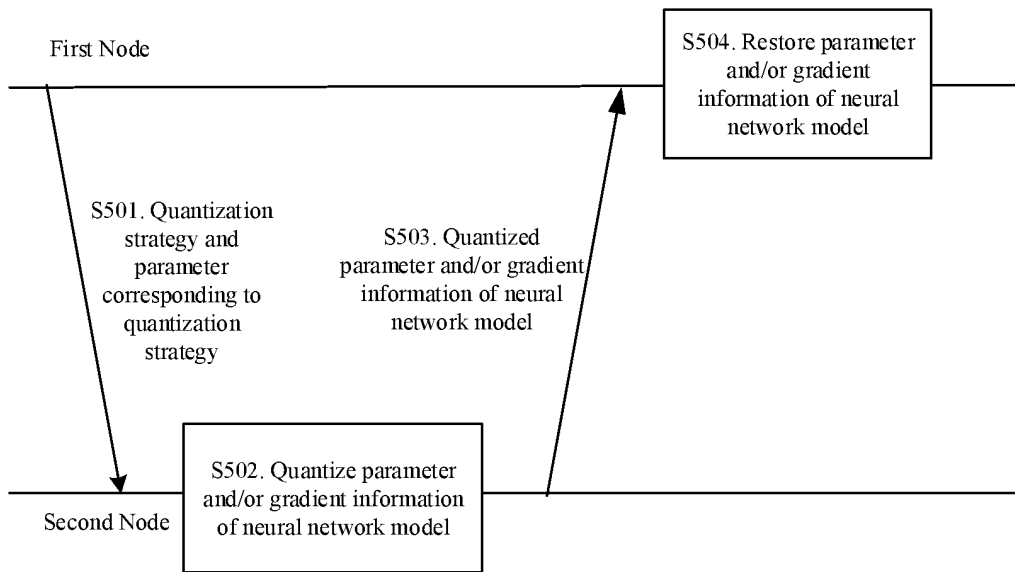 First Node
S504. Restore parameter
and/or gradient
information of neural
network model
S501. Quantization
strategy and
parameter
corresponding to
quantization
strategy
S503. Quantized
parameter and/or gradient
information of neural
network model
S502. Quantize parameter
and/or gradient information
of neural network model
Second Node